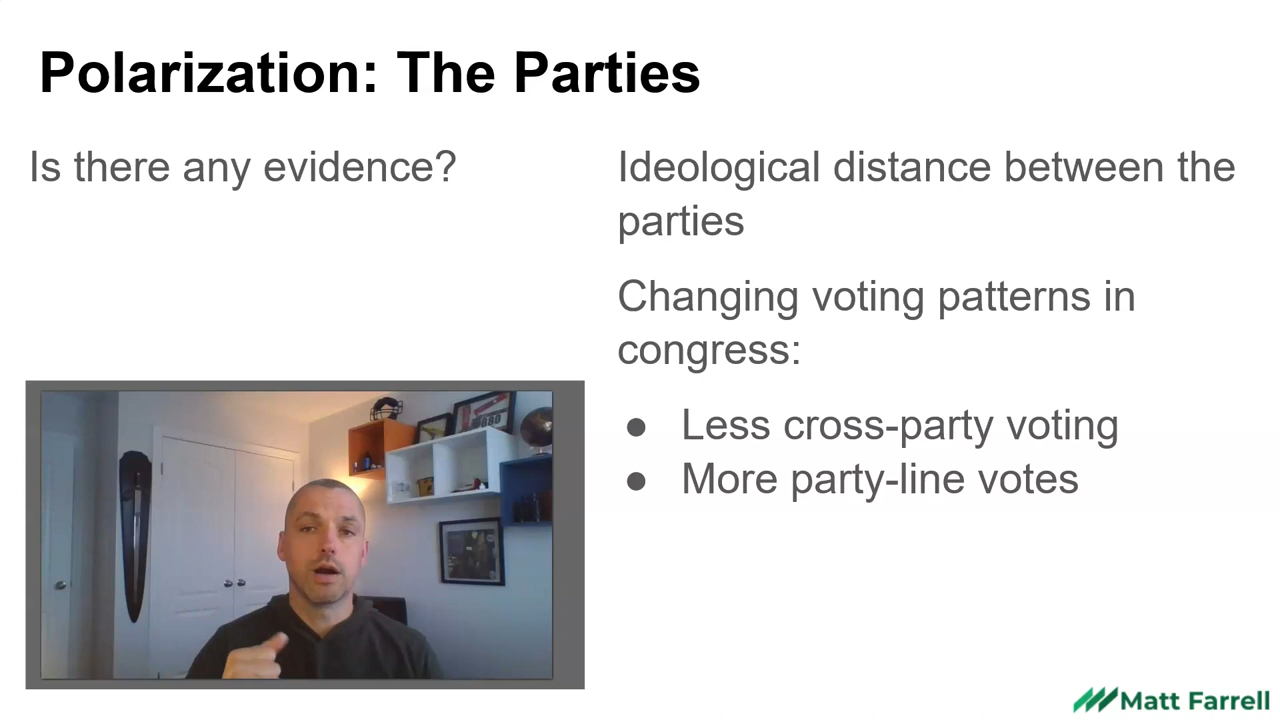 Polarization: The Parties
Is there any evidence?
Ideological distance between the
parties
Changing voting patterns in
congress:
● Less cross-party voting
● More party-line votes
Matt Farrell